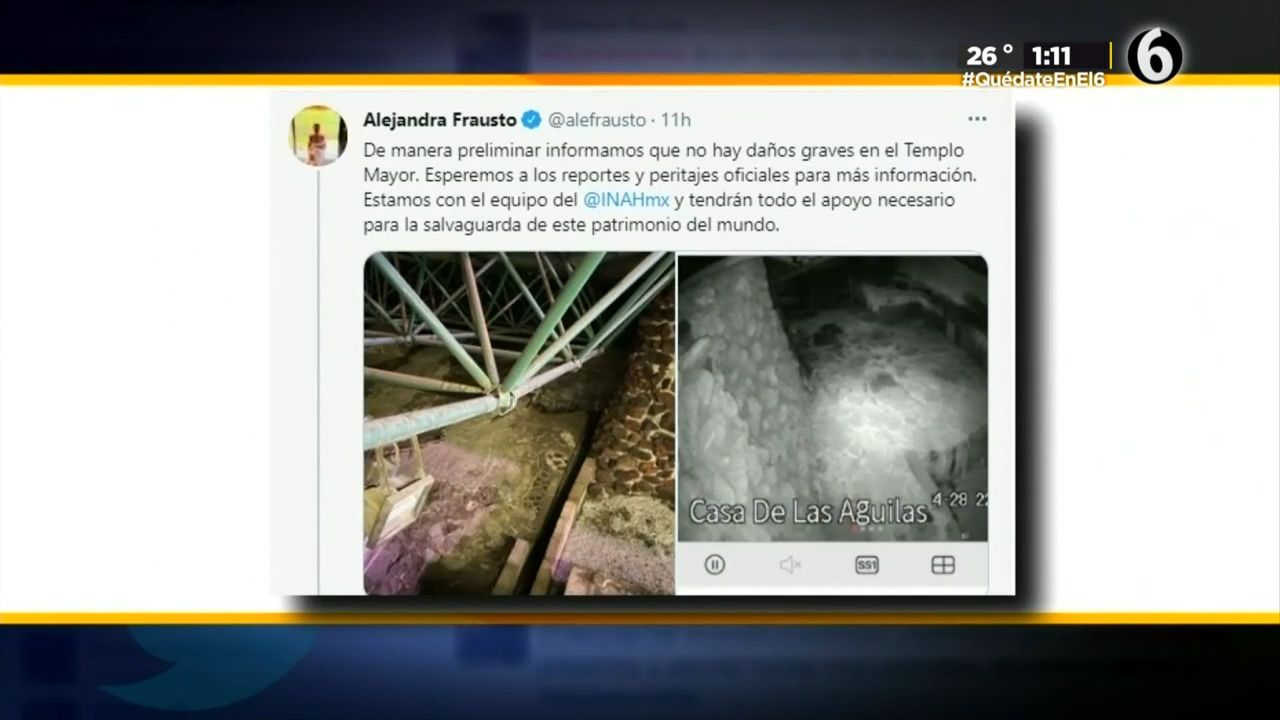 26° 1:11
6
#QuédateEnEl6
Alejandra Frausto @alefrausto · 11h
De manera preliminar informamos que no hay daños graves en el Templo
Mayor. Esperemos a los reportes y peritajes oficiales para más información.
Estamos con el equipo del @INAHmx y tendrán todo el apoyo necesario
para la salvaguarda de este patrimonio del mundo.
Casa De Las Aguilas
4-28 22
SS1